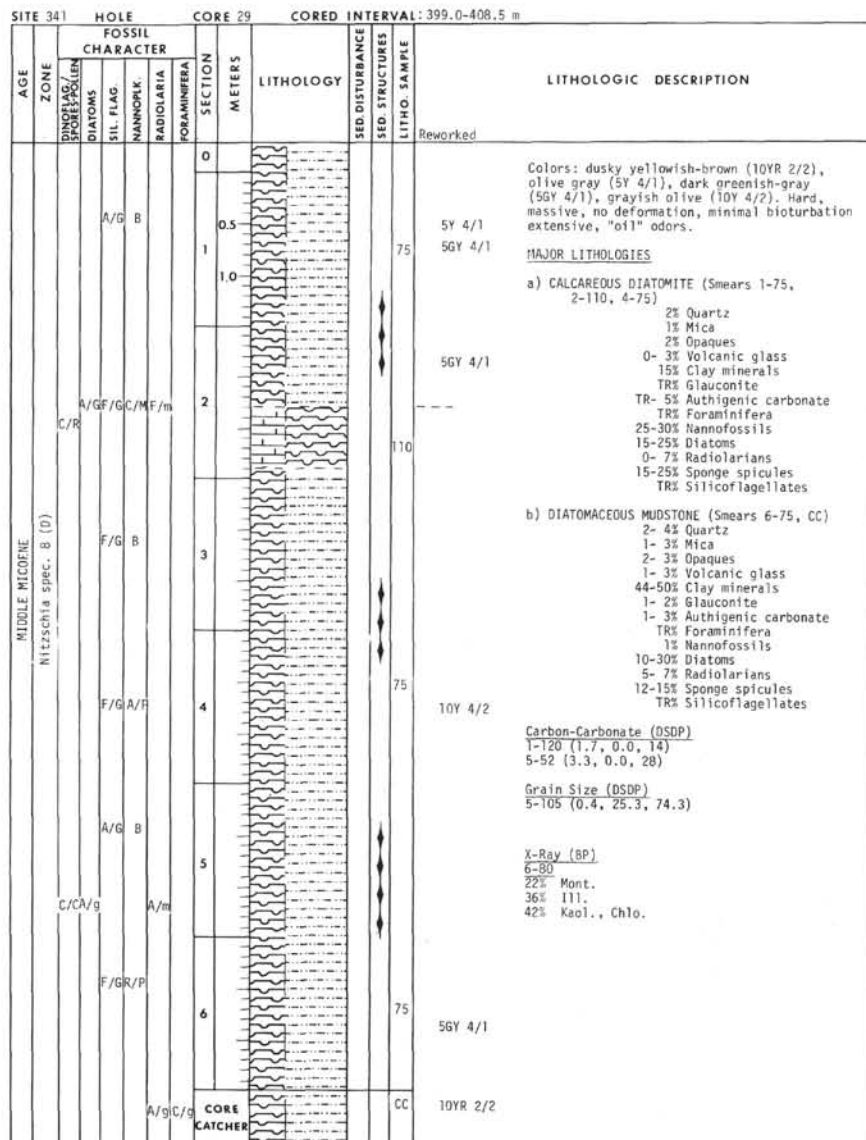 SITE 341 HOLE CORE 29 CORED INTERVAL: 399.0-408.5 m
AGE
ZONE
FOSSIL
CHARACTER
DINOFLAG./
SPORES-POLLEN
DIATOMS
SIL. FLAG.
NANNOPLK.
RADIOLARIA
FORAMINIFERA
SECTION
METERS
LITHOLOGY
SED. DISTURBANCE
SED. STRUCTURES
LITHO. SAMPLE
LITHOLOGIC DESCRIPTION
Reworked
MIDDLE MICOENE
Nitzschia spec. 8 (D)
0
A/G B
0.5
1
1.0
75
5Y 4/1
5GY 4/1
5GY 4/1
A/G F/G C/M F/m
C/R
2
110
F/G B
3
F/G A/P
4
75
10Y 4/2
A/G B
5
C/C A/g A/m
F/G R/P
6
75
5GY 4/1
A/g C/g
CORE
CATCHER
CC
10YR 2/2
Colors: dusky yellowish-brown (10YR 2/2),
olive gray (5Y 4/1), dark greenish-gray
(5GY 4/1), grayish olive (10Y 4/2). Hard,
massive, no deformation, minimal bioturbation
extensive, "oil" odors.
MAJOR LITHOLOGIES
a) CALCAREOUS DIATOMITE (Smears 1-75,
2-110, 4-75)
2% Quartz
1% Mica
2% Opaques
0- 3% Volcanic glass
15% Clay minerals
TR% Glauconite
TR- 5% Authigenic carbonate
TR% Foraminifera
25-30% Nannofossils
15-25% Diatoms
0- 7% Radiolarians
15-25% Sponge spicules
TR% Silicoflagellates
b) DIATOMACEOUS MUDSTONE (Smears 6-75, CC)
2- 4% Quartz
1- 3% Mica
2- 3% Opaques
1- 3% Volcanic glass
44-50% Clay minerals
1- 2% Glauconite
1- 3% Authigenic carbonate
TR% Foraminifera
1% Nannofossils
10-30% Diatoms
5- 7% Radiolarians
12-15% Sponge spicules
TR% Silicoflagellates
Carbon-Carbonate (DSDP)
1-120 (1.7, 0.0, 14)
5-52 (3.3, 0.0, 28)
Grain Size (DSDP)
5-105 (0.4, 25.3, 74.3)
X-Ray (BP)
6-80
22% Mont.
36% Ill.
42% Kaol., Chlo.